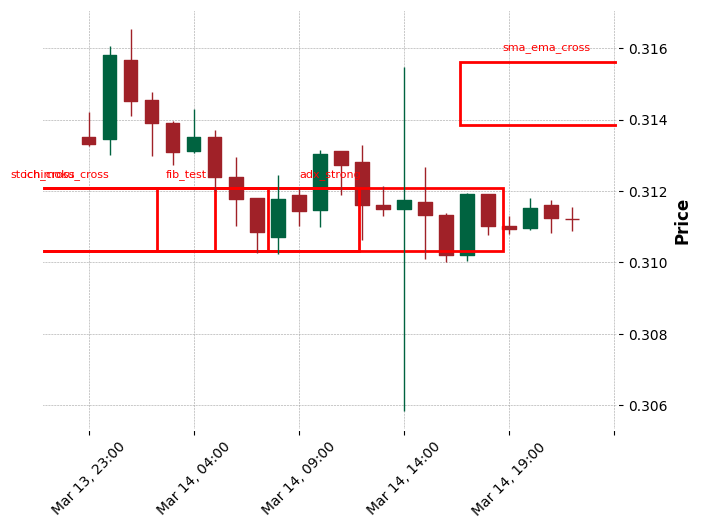 sma_ema_cross
stoch_cross
ichimoku_cross
fib_test
adx_strong
0.316
0.314
0.312
0.310
0.308
0.306
Price
Mar 13, 23:00
Mar 14, 04:00
Mar 14, 09:00
Mar 14, 14:00
Mar 14, 19:00